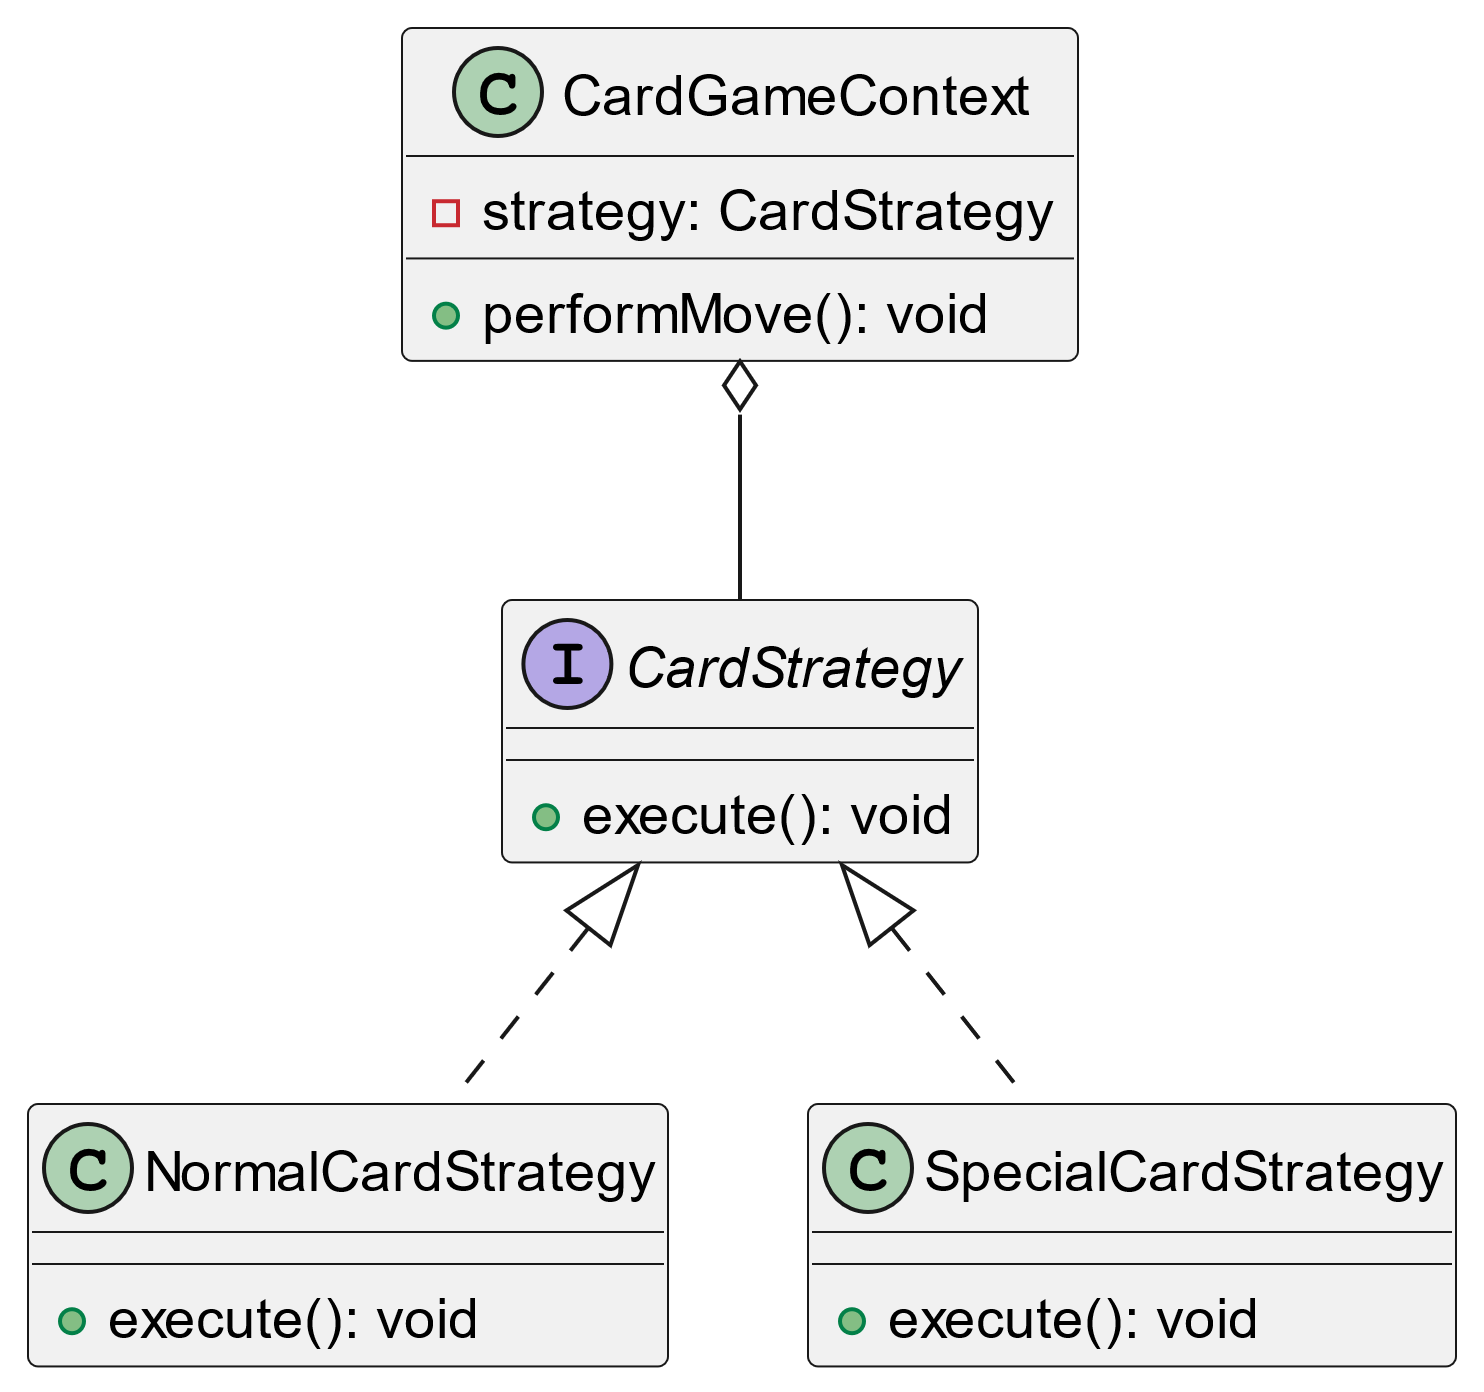 C CardGameContext
strategy: CardStrategy
performMove(): void
I CardStrategy
execute(): void
C NormalCardStrategy
execute(): void
C SpecialCardStrategy
execute(): void